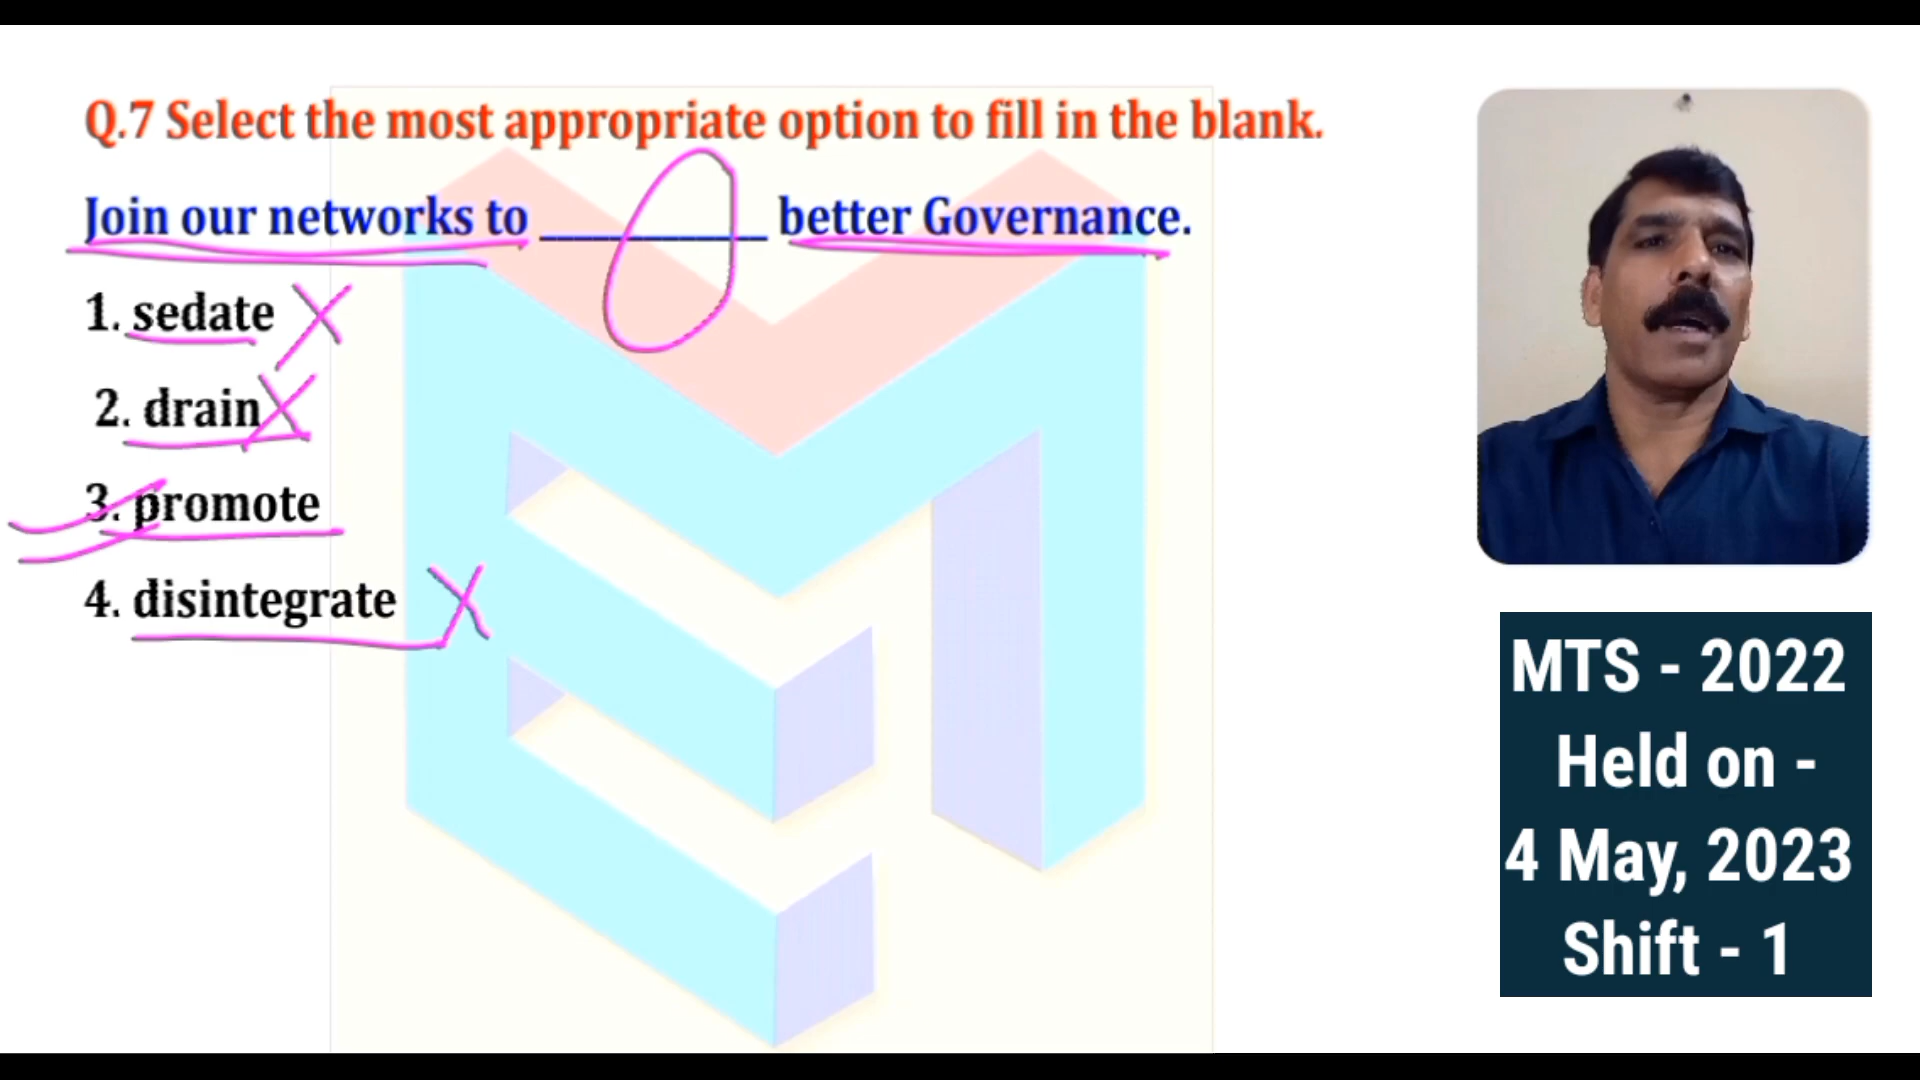 Q.7 Select the most appropriate option to fill in the blank.
Join our networks to ____________ better Governance.
1. sedate
2. drain
3. promote
4. disintegrate
MTS - 2022
Held on -
4 May, 2023
Shift - 1